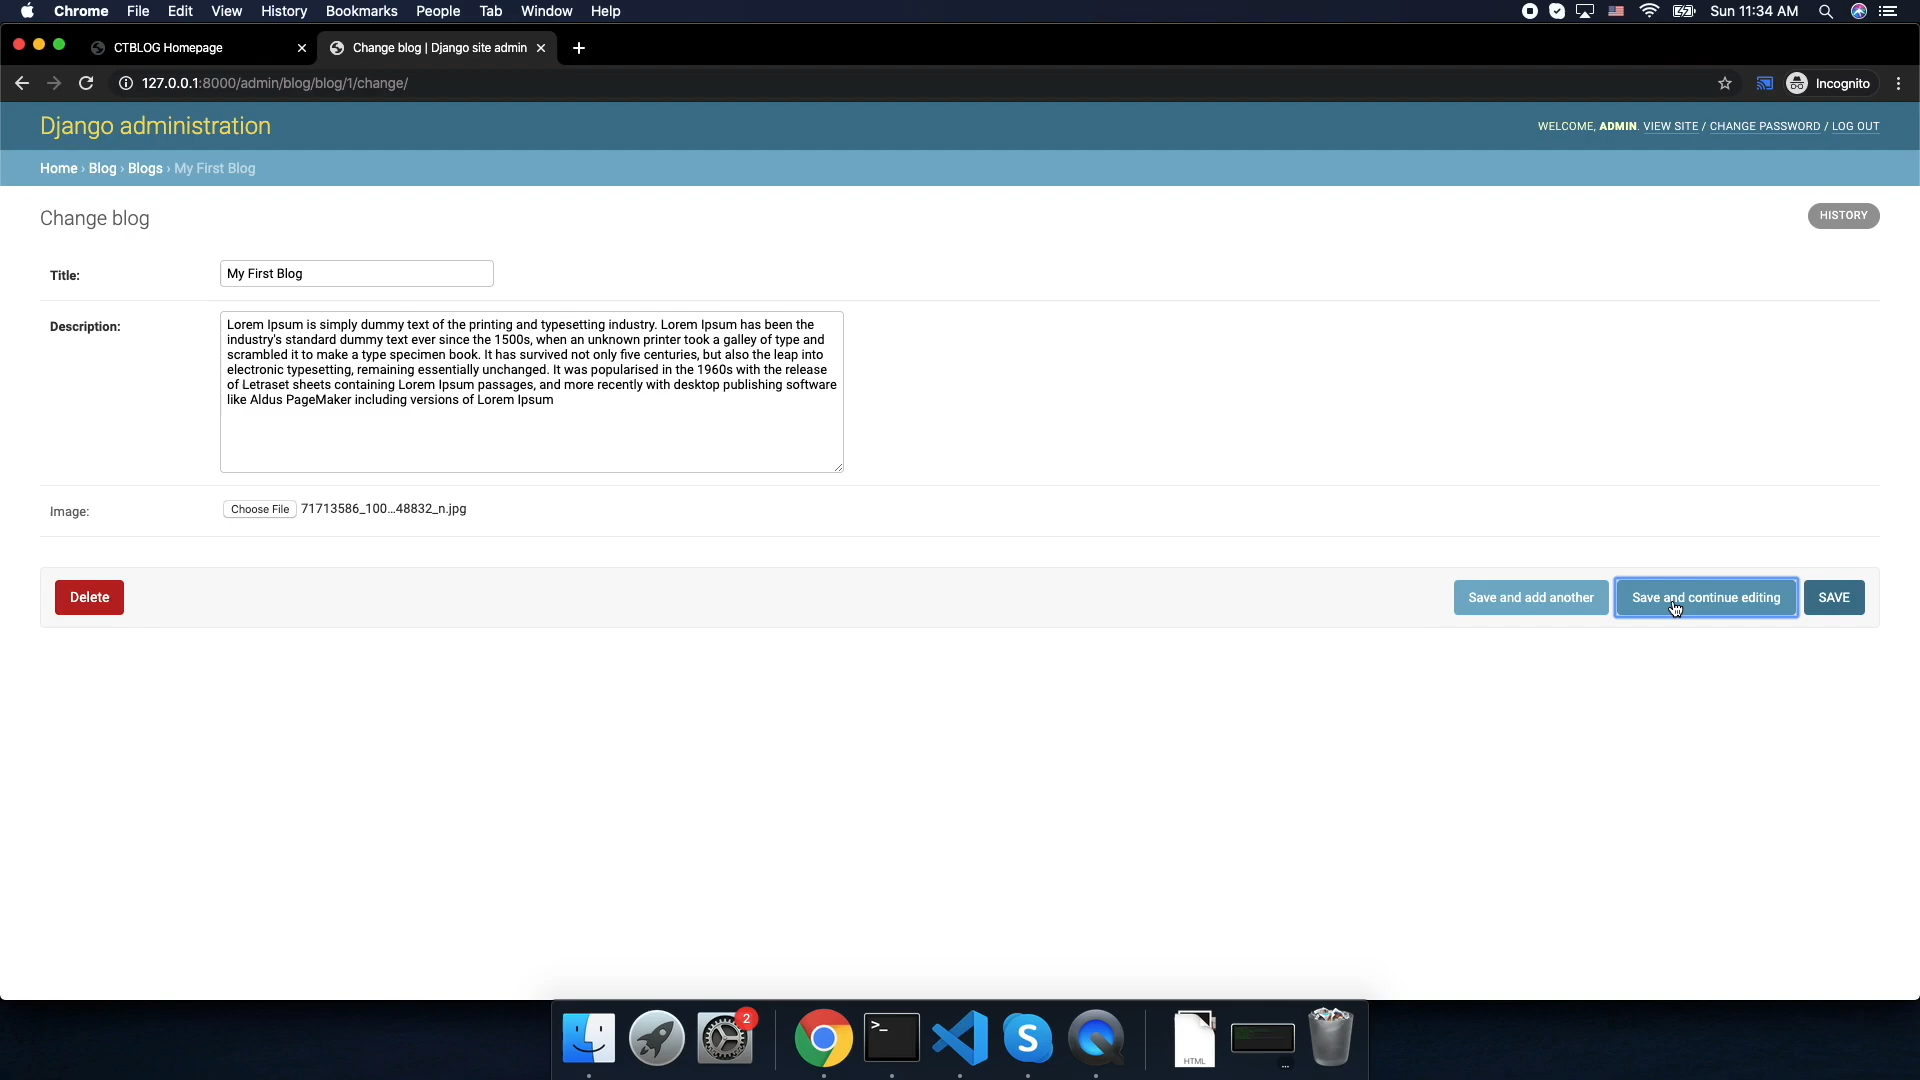 Chrome File Edit View History Bookmarks People Tab Window Help
Sun 11:34 AM
CTBLOG Homepage
Change blog | Django site admin
127.0.0.1:8000/admin/blog/blog/1/change/
Incognito
Django administration
WELCOME, ADMIN. VIEW SITE / CHANGE PASSWORD / LOG OUT
Home › Blog › Blogs › My First Blog
Change blog
HISTORY
Title:
My First Blog
Description:
Lorem Ipsum is simply dummy text of the printing and typesetting industry. Lorem Ipsum has been the
industry's standard dummy text ever since the 1500s, when an unknown printer took a galley of type and
scrambled it to make a type specimen book. It has survived not only five centuries, but also the leap into
electronic typesetting, remaining essentially unchanged. It was popularised in the 1960s with the release
of Letraset sheets containing Lorem Ipsum passages, and more recently with desktop publishing software
like Aldus PageMaker including versions of Lorem Ipsum
Image:
Choose File 71713586_100...48832_n.jpg
Delete
Save and add another
Save and continue editing
SAVE
2
>_
S
HTML
...